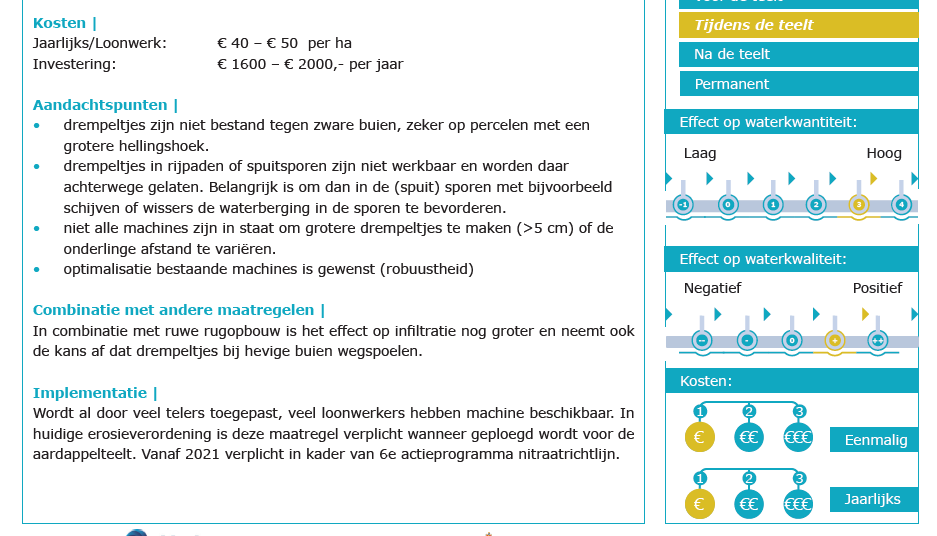 Kosten |
Jaarlijks/Loonwerk: € 40 – € 50 per ha
Investering: € 1600 – € 2000,- per jaar
Aandachtspunten |
• drempeltjes zijn niet bestand tegen zware buien, zeker op percelen met een
grotere hellingshoek.
• drempeltjes in rijpaden of spuitsporen zijn niet werkbaar en worden daar
achterwege gelaten. Belangrijk is om dan in de (spuit) sporen met bijvoorbeeld
schijven of wissers de waterberging in de sporen te bevorderen.
• niet alle machines zijn in staat om grotere drempeltjes te maken (>5 cm) of de
onderlinge afstand te variëren.
• optimalisatie bestaande machines is gewenst (robuustheid)
Combinatie met andere maatregelen |
In combinatie met ruwe rugopbouw is het effect op infiltratie nog groter en neemt ook
de kans af dat drempeltjes bij hevige buien wegspoelen.
Implementatie |
Wordt al door veel telers toegepast, veel loonwerkers hebben machine beschikbaar. In
huidige erosieverordening is deze maatregel verplicht wanneer geploegd wordt voor de
aardappelteelt. Vanaf 2021 verplicht in kader van 6e actieprogramma nitraatrichtlijn.
Tijdens de teelt
Na de teelt
Permanent
Effect op waterkwantiteit:
Laag Hoog
-1 0 1 2 3 4
Effect op waterkwaliteit:
Negatief Positief
-- - 0 + ++
Kosten:
1 2 3
€ €€ €€€
Eenmalig
1 2 3
€ €€ €€€
Jaarlijks